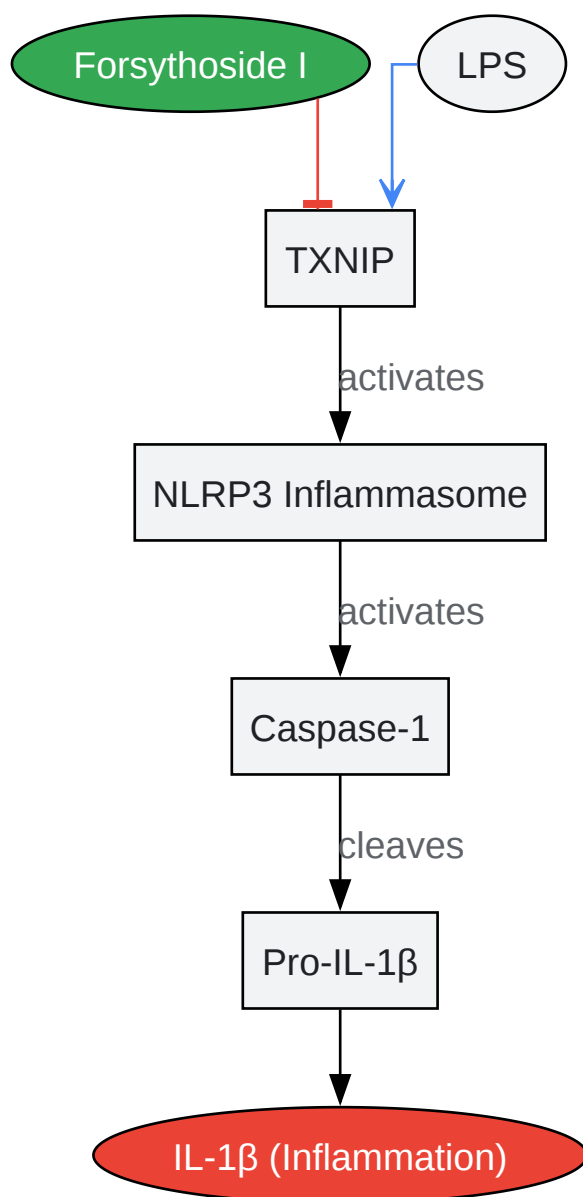 Forsythoside I
LPS
TXNIP
activates
NLRP3 Inflammasome
activates
Caspase-1
cleaves
Pro-IL-1β
IL-1β (Inflammation)